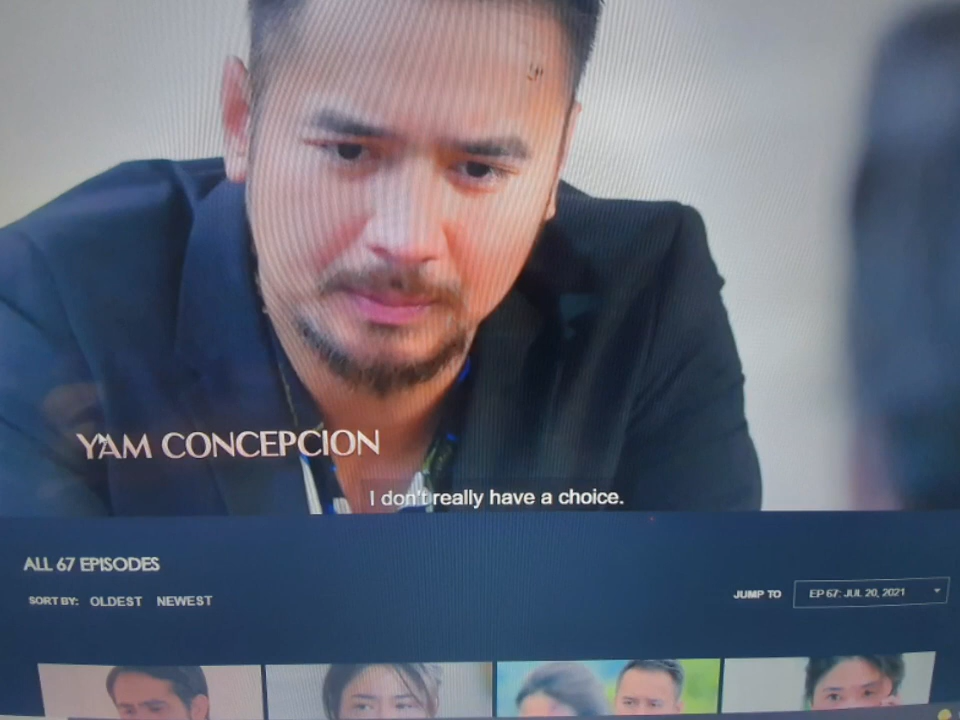 YAM CONCEPCION
I don't really have a choice.
ALL 67 EPISODES
SORT BY: OLDEST NEWEST
JUMP TO EP 67: JUL 20, 2021